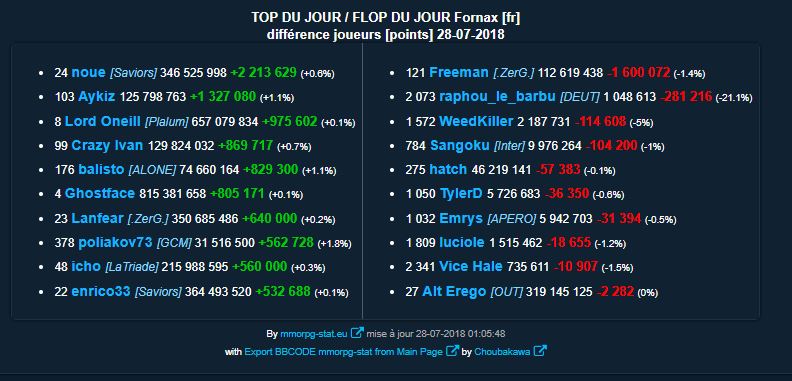 TOP DU JOUR / FLOP DU JOUR Fornax [fr]
différence joueurs [points] 28-07-2018
24 noue [Saviors] 346 525 998 +2 213 629 (+0.6%)
103 Aykiz 125 798 763 +1 327 080 (+1.1%)
8 Lord Oneill [Plalum] 657 079 834 +975 602 (+0.1%)
99 Crazy Ivan 129 824 032 +869 717 (+0.7%)
176 balisto [ALONE] 74 660 164 +829 300 (+1.1%)
4 Ghostface 815 381 658 +805 171 (+0.1%)
23 Lanfear [.ZerG.] 350 685 486 +640 000 (+0.2%)
378 poliakov73 [GCM] 31 516 500 +562 728 (+1.8%)
48 icho [LaTriade] 215 988 595 +560 000 (+0.3%)
22 enrico33 [Saviors] 364 493 520 +532 688 (+0.1%)
121 Freeman [.ZerG.] 112 619 438 -1 600 072 (-1.4%)
2 073 raphou_le_barbu [DEUT] 1 048 613 -281 216 (-21.1%)
1 572 WeedKiller 2 187 731 -114 608 (-5%)
784 Sangoku [Inter] 9 976 264 -104 200 (-1%)
275 hatch 46 219 141 -57 383 (-0.1%)
1 050 TylerD 5 726 683 -36 350 (-0.6%)
1 032 Emrys [APERO] 5 942 703 -31 394 (-0.5%)
1 809 luciole 1 515 462 -18 655 (-1.2%)
2 341 Vice Hale 735 611 -10 907 (-1.5%)
27 Alt Erego [OUT] 319 145 125 -2 282 (0%)
By mmorpg-stat.eu mise à jour 28-07-2018 01:05:48
with Export BBCODE mmorpg-stat from Main Page by Choubakawa